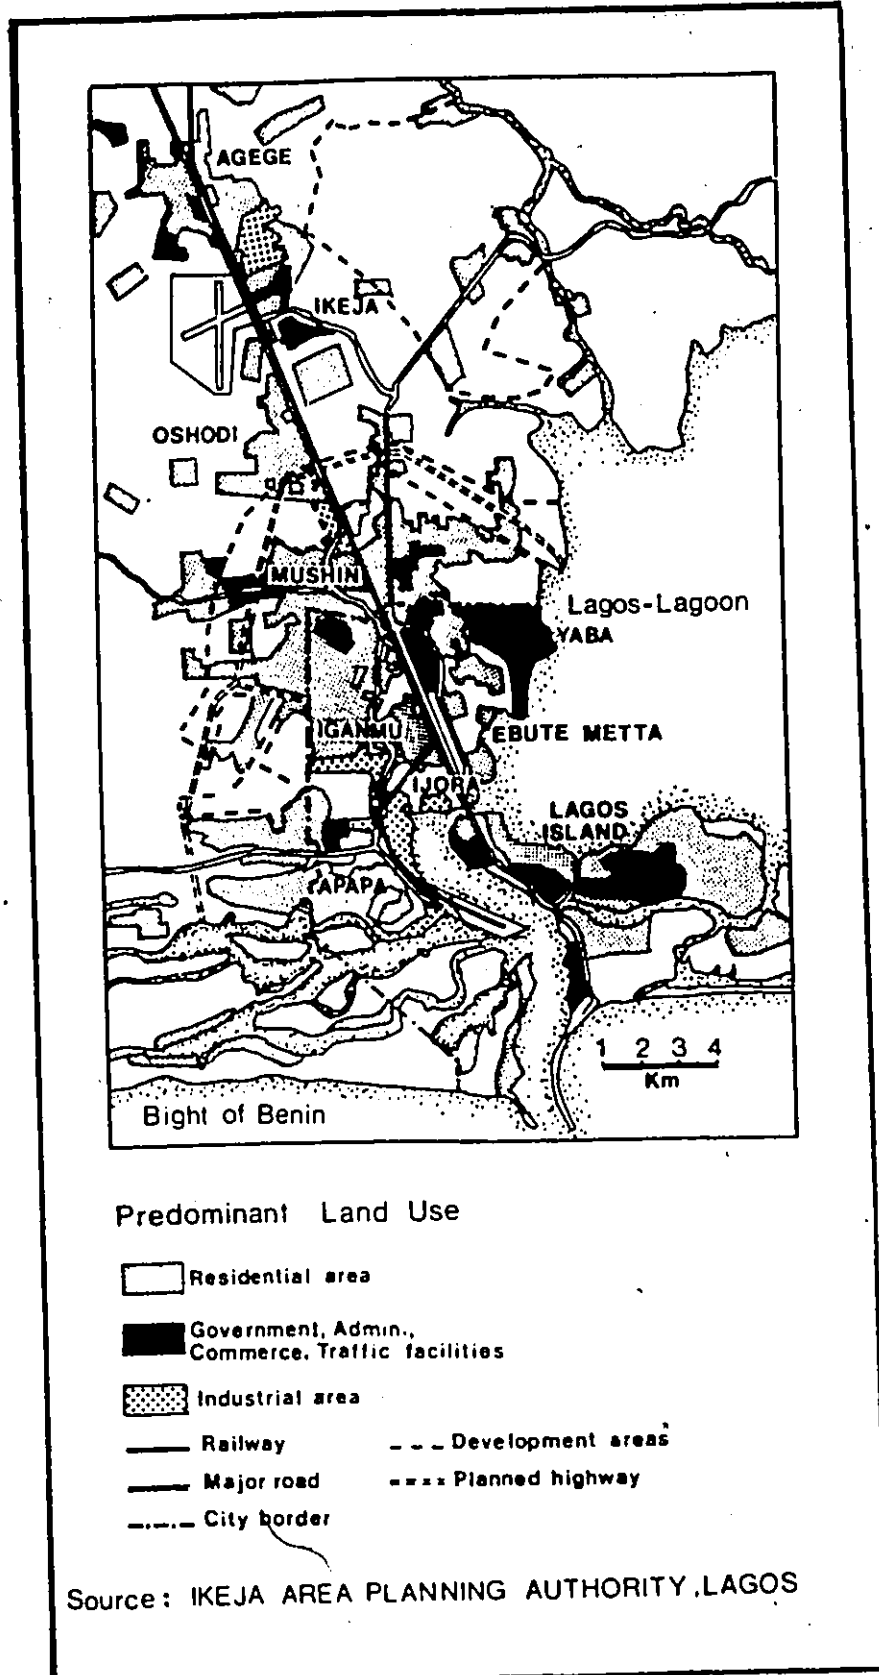 AGEGE
IKEJA
OSHODI
MUSHIN
Lagos-Lagoon
YABA
IGANMU
EBUTE METTA
IJORA
LAGOS
ISLAND
APAPA
1 2 3 4
Km
Bight of Benin
Predominant Land Use
Residential area
Government, Admin.,
Commerce, Traffic facilities
Industrial area
Railway
Development areas
Major road
Planned highway
City border
Source: IKEJA AREA PLANNING AUTHORITY, LAGOS